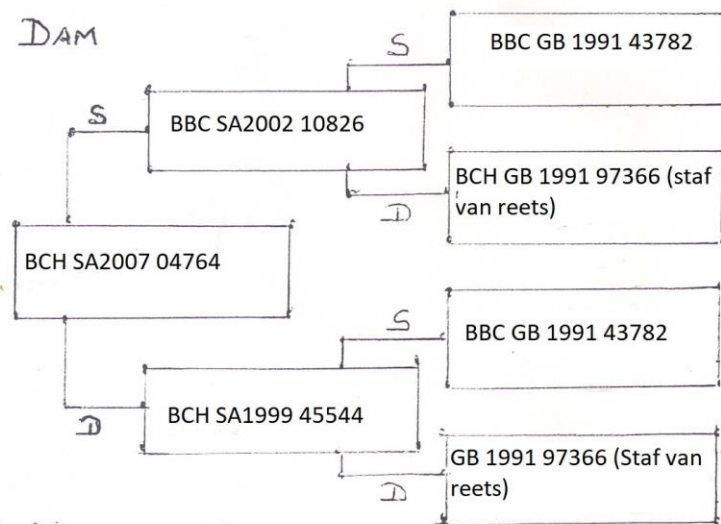 DAM
S
BBC GB 1991 43782
S
BBC SA2002 10826
D
BCH GB 1991 97366 (staf
van reets)
BCH SA2007 04764
S
BBC GB 1991 43782
D
BCH SA1999 45544
D
GB 1991 97366 (Staf van
reets)